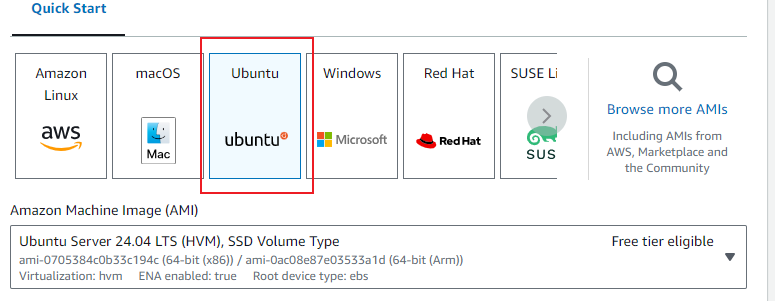 Quick Start
Amazon
Linux
aws
macOS
Mac
Ubuntu
ubuntu
Windows
Microsoft
Red Hat
Red Hat
SUSE Li
SUS
Browse more AMIs
Including AMIs from
AWS, Marketplace and
the Community
Amazon Machine Image (AMI)
Ubuntu Server 24.04 LTS (HVM), SSD Volume Type
Free tier eligible
ami-0705384c0b33c194c (64-bit (x86)) / ami-0ac08e87e03533a1d (64-bit (Arm))
Virtualization: hvm ENA enabled: true Root device type: ebs